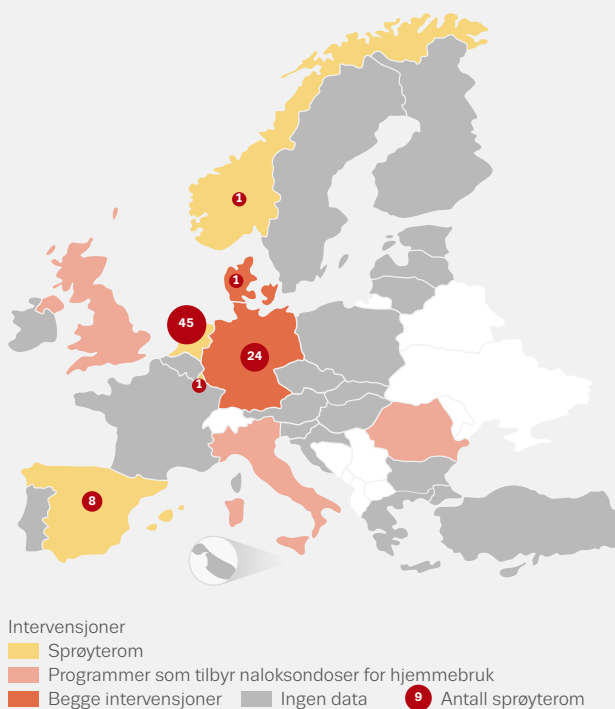 1
1
45
24
1
8
Intervensjoner
Sprøyterom
Programmer som tilbyr naloksondoser for hjemmebruk
Begge intervensjoner Ingen data 9 Antall sprøyterom